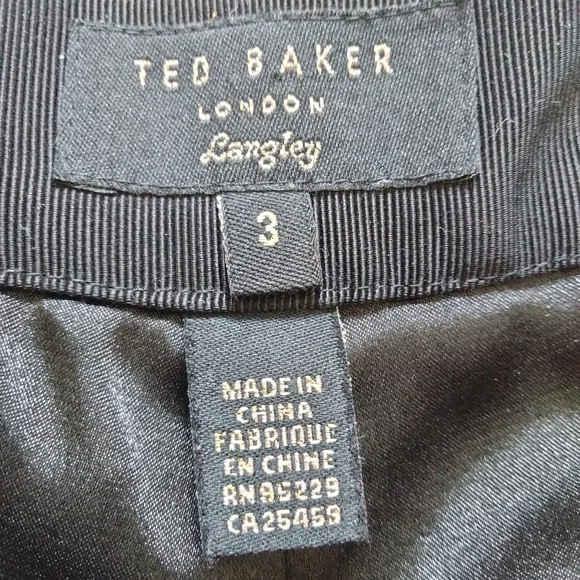 TED BAKER
LONDON
Langley
3
MADE IN
CHINA
FABRIQUE
EN CHINE
RN95229
CA25459